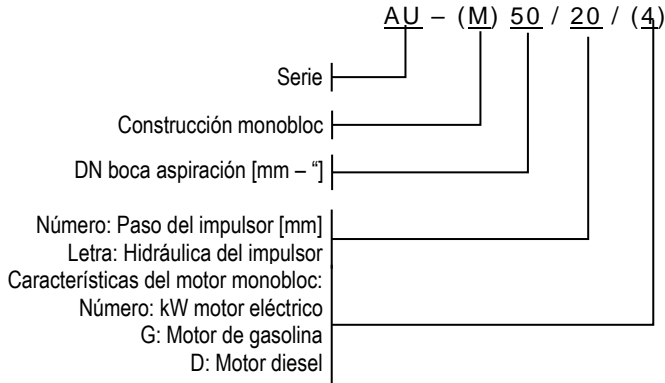 AU – (M) 50 / 20 / (4)
Serie
Construcción monobloc
DN boca aspiración [mm – “]
Número: Paso del impulsor [mm]
Letra: Hidráulica del impulsor
Características del motor monobloc:
Número: kW motor eléctrico
G: Motor de gasolina
D: Motor diesel